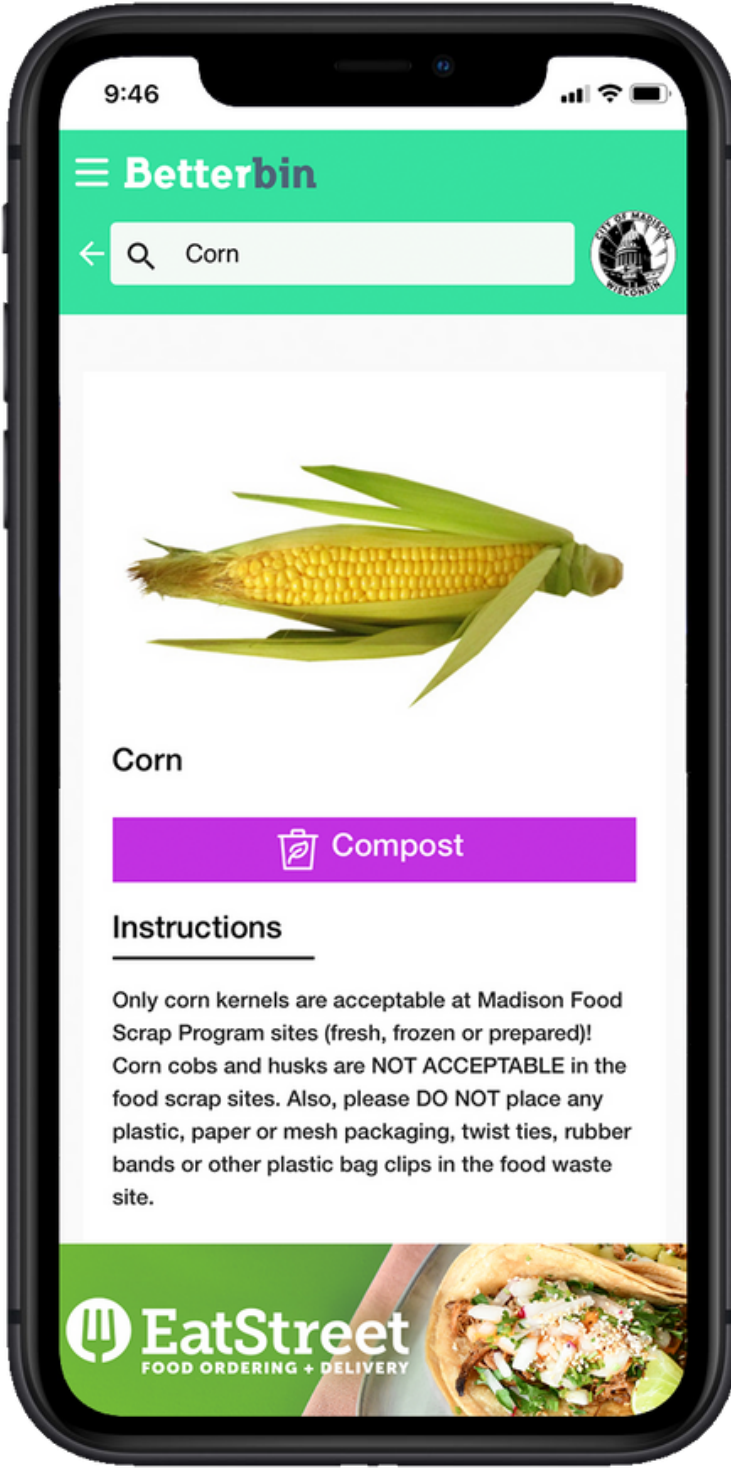 9:46
Betterbin
Corn
CITY OF MADISON
WISCONSIN
Corn
Compost
Instructions
Only corn kernels are acceptable at Madison Food
Scrap Program sites (fresh, frozen or prepared)!
Corn cobs and husks are NOT ACCEPTABLE in the
food scrap sites. Also, please DO NOT place any
plastic, paper or mesh packaging, twist ties, rubber
bands or other plastic bag clips in the food waste
site.
EatStreet
FOOD ORDERING + DELIVERY